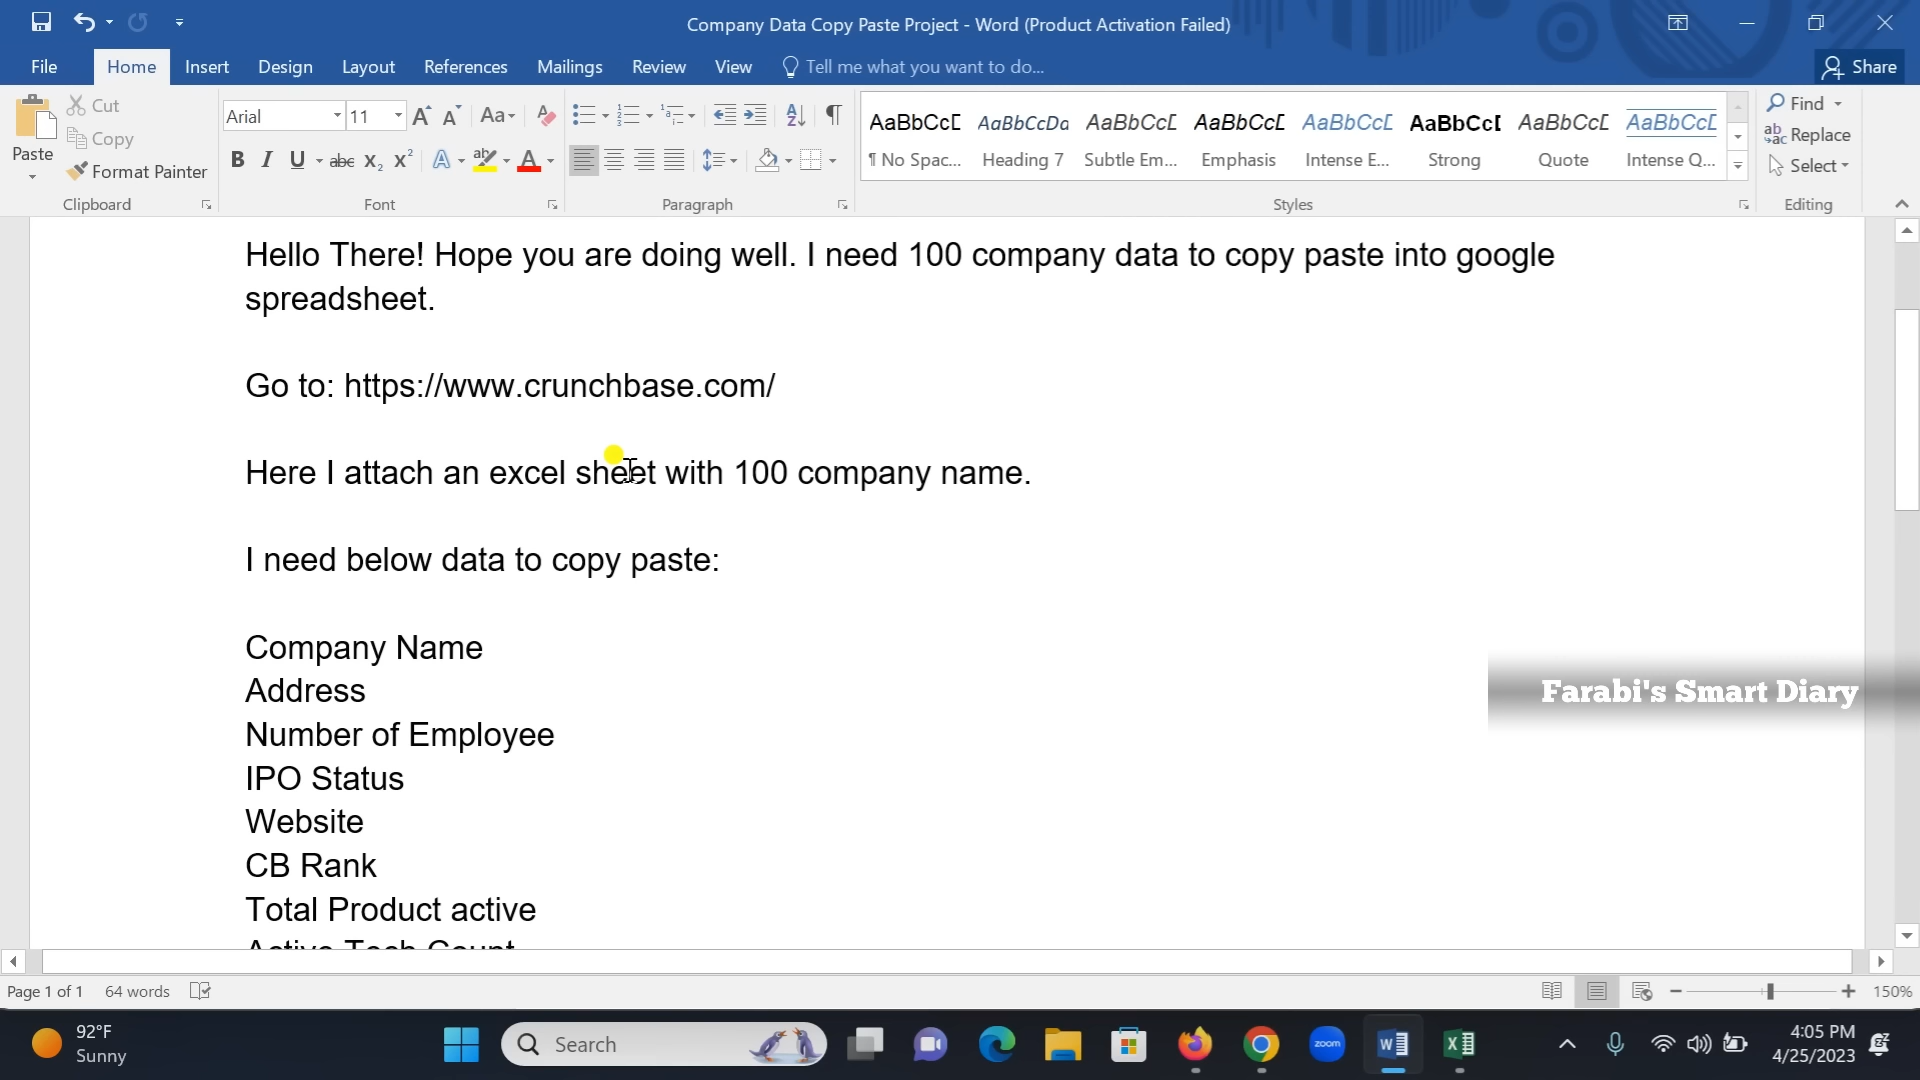 Company Data Copy Paste Project - Word (Product Activation Failed)
File Home Insert Design Layout References Mailings Review View Tell me what you want to do... Share
Paste
Cut
Copy
Format Painter
Clipboard
Arial 11
Font
Paragraph
AaBbCcD AaBbCcDd AaBbCcD AaBbCcD AaBbCcD AaBbCcD AaBbCcD AaBbCcD
¶ No Spac... Heading 7 Subtle Em... Emphasis Intense E... Strong Quote Intense Q...
Styles
Find
Replace
Select
Editing
Hello There! Hope you are doing well. I need 100 company data to copy paste into google
spreadsheet.
Go to: https://www.crunchbase.com/
Here I attach an excel sheet with 100 company name.
I need below data to copy paste:
Company Name
Address
Number of Employee
IPO Status
Website
CB Rank
Total Product active
Active Tech Count
Farabi's Smart Diary
Page 1 of 1 64 words 150%
92°F
Sunny
Search
zoom
4:05 PM
4/25/2023